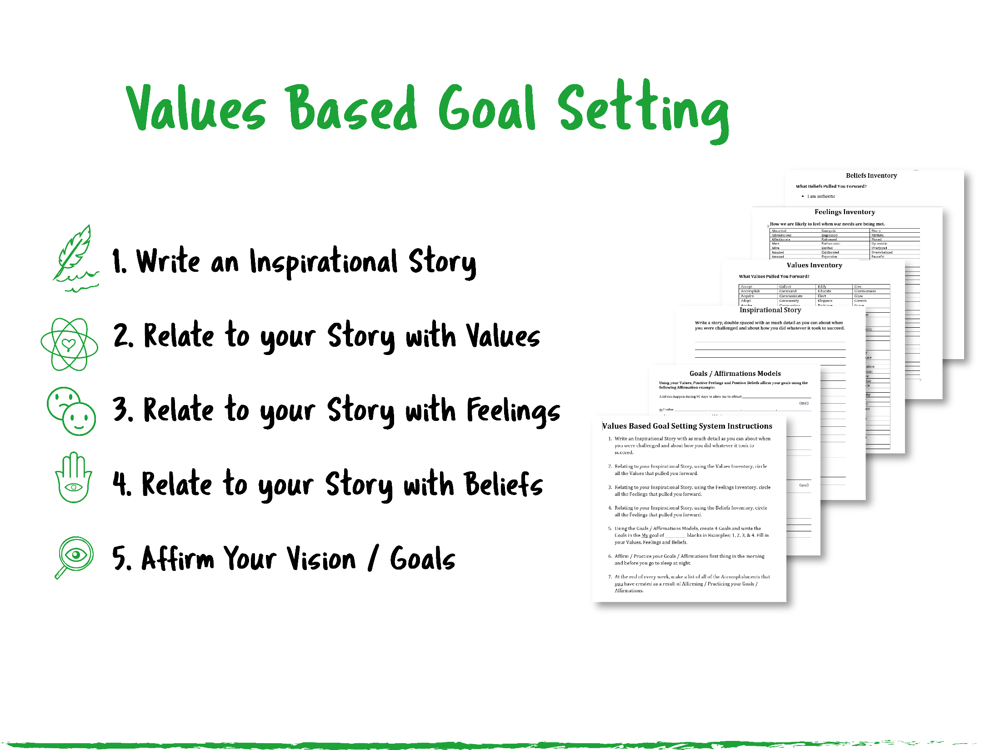 Values Based Goal Setting
1. Write an Inspirational Story
2. Relate to your Story with Values
3. Relate to your Story with Feelings
4. Relate to your Story with Beliefs
5. Affirm Your Vision / Goals
Beliefs Inventory
What Beliefs Pulled You Forward?
• I am authentic
Feelings Inventory
How we are likely to feel when our needs are being met.
Absorbed Energetic Merry
Adventurous Engrossed Mirthful
Affectionate Enlivened Moved
Alert Enthusiastic Optimistic
Alive Excited Overjoyed
Amazed Exhilarated Overwhelmed
Amused Expansive Peaceful
Values Inventory
What Values Pulled You Forward?
Accept Collect Edify Give
Accomplish Command Educate Gloriousness
Acquire Communicate Elect Glow
Adept Community Elegance Govern
Inspirational Story
Write a story, double spaced with as much detail as you can about when
you were challenged and about how you did whatever it took to succeed.
Goals / Affirmations Models
Using your Values, Positive Feelings and Positive Beliefs affirm your goals using the
following Affirmation example:
A lot can happen during 90 days to allow me to attract
(goal)
as I value ____, ____, ____,
(goal)
Values Based Goal Setting System Instructions
1. Write an Inspirational Story with as much detail as you can about when
you were challenged and about how you did whatever it took to
succeed.
2. Relating to your Inspirational Story, using the Values Inventory, circle
all the Values that pulled you forward.
3. Relating to your Inspirational Story, using the Feelings Inventory, circle
all the Feelings that pulled you forward.
4. Relating to your Inspirational Story, using the Beliefs Inventory, circle
all the Feelings that pulled you forward.
5. Using the Goals / Affirmations Models, create 4 Goals and write the
Goals in the My goal of ________ blanks in Examples; 1, 2, 3, & 4. Fill in
your Values, Feelings and Beliefs.
6. Affirm / Practice your Goals / Affirmations first thing in the morning
and before you go to sleep at night.
7. At the end of every week, make a list of all of the Accomplishments that
you have created as a result of Affirming / Practicing your Goals /
Affirmations.